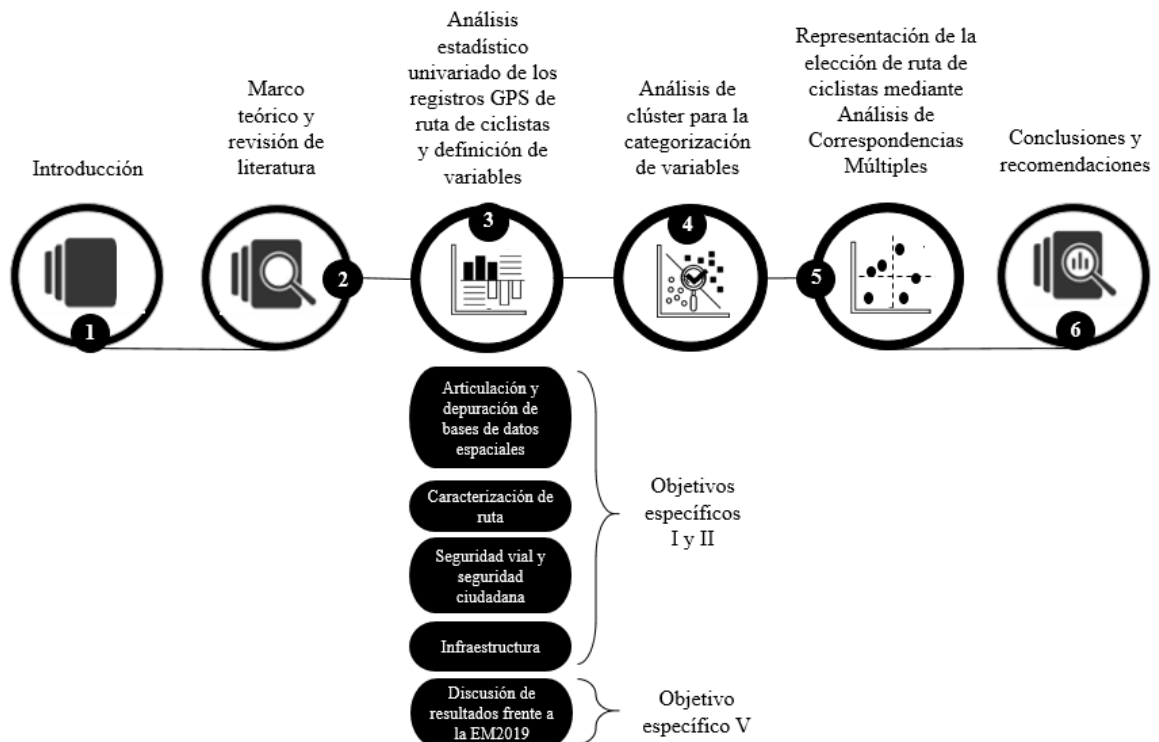 Introducción
Marco
teórico y
revisión de
literatura
Análisis
estadístico
univariado de los
registros GPS de
ruta de ciclistas
y definición de
variables
Análisis de
clúster para la
categorización
de variables
Representación de la
elección de ruta de
ciclistas mediante
Análisis de
Correspondencias
Múltiples
Conclusiones y
recomendaciones
1
2
3
4
5
6
Articulación y
depuración de
bases de datos
espaciales
Caracterización de
ruta
Seguridad vial y
seguridad
ciudadana
Infraestructura
Objetivos
específicos
I y II
Discusión de
resultados frente a
la EM2019
Objetivo
específico V